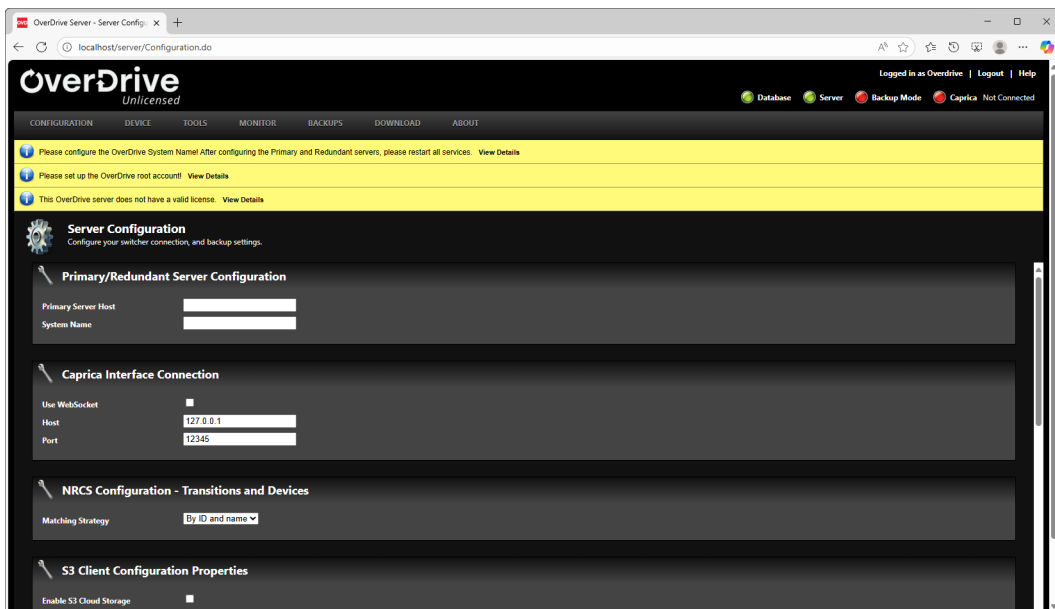 OverDrive Server - Server Config
localhost/server/Configuration.do
OverDrive
Unlicensed
Logged in as Overdrive | Logout | Help
Database Server Backup Mode Caprica Not Connected
CONFIGURATION DEVICE TOOLS MONITOR BACKUPS DOWNLOAD ABOUT
Please configure the OverDrive System Name! After configuring the Primary and Redundant servers, please restart all services. View Details
Please set up the OverDrive root account! View Details
This OverDrive server does not have a valid license. View Details
Server Configuration
Configure your switcher connection, and backup settings.
Primary/Redundant Server Configuration
Primary Server Host
System Name
Caprica Interface Connection
Use WebSocket
Host 127.0.0.1
Port 12345
NRCS Configuration - Transitions and Devices
Matching Strategy By ID and name
S3 Client Configuration Properties
Enable S3 Cloud Storage